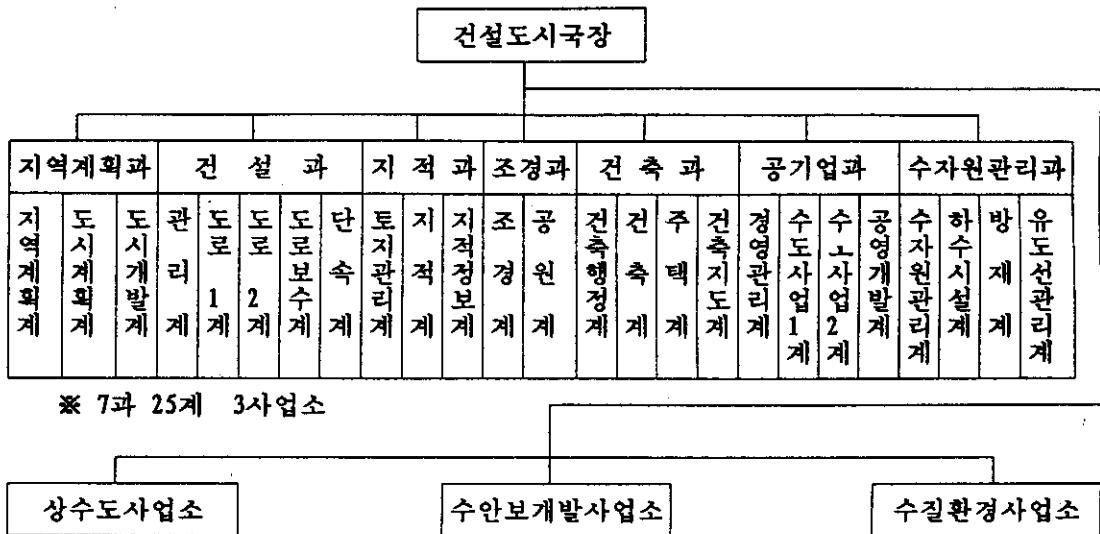 건설도시국장
지역계획과 건 설 과 지 적 과 조경과 건 축 과 공기업과 수자원관리과
지역계획계
도시계획계
도시개발계
관리계
도로1계
도로2계
도로보수계
단속계
토지관리계
지적계
지적정보계
조경계
공원계
건축행정계
건축계
주택계
건축지도계
경영관리계
수도사업1계
수도사업2계
공영개발계
수자원관리계
하수시설계
방재계
유도선관리계
※ 7과 25계 3사업소
상수도사업소 수안보개발사업소 수질환경사업소